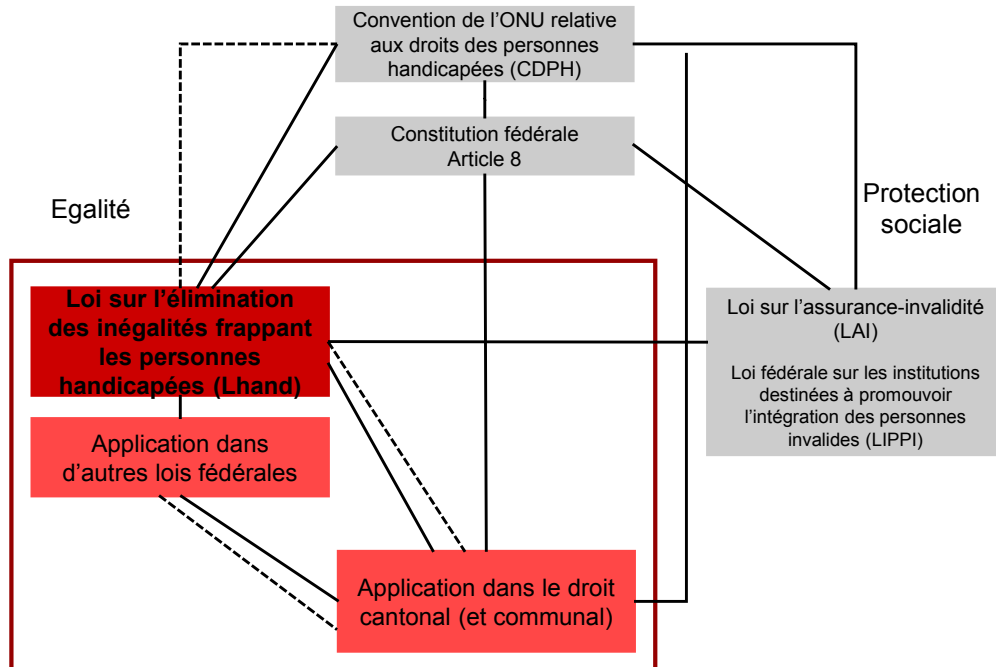 Convention de l’ONU relative
aux droits des personnes
handicapées (CDPH)
Constitution fédérale
Article 8
Egalité
Protection
sociale
Loi sur l’élimination
des inégalités frappant
les personnes
handicapées (Lhand)
Loi sur l’assurance-invalidité
(LAI)
Loi fédérale sur les institutions
destinées à promouvoir
l’intégration des personnes
invalides (LIPPI)
Application dans
d’autres lois fédérales
Application dans le droit
cantonal (et communal)